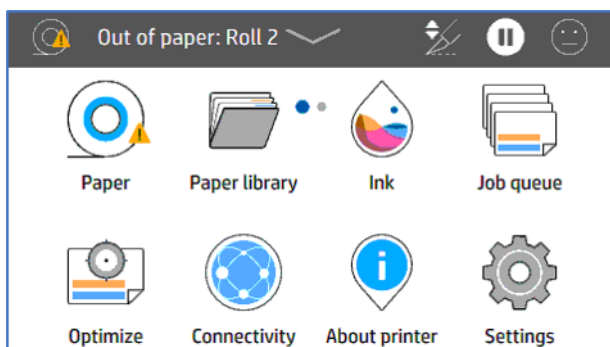 Out of paper: Roll 2
Paper Paper library Ink Job queue
Optimize Connectivity About printer Settings